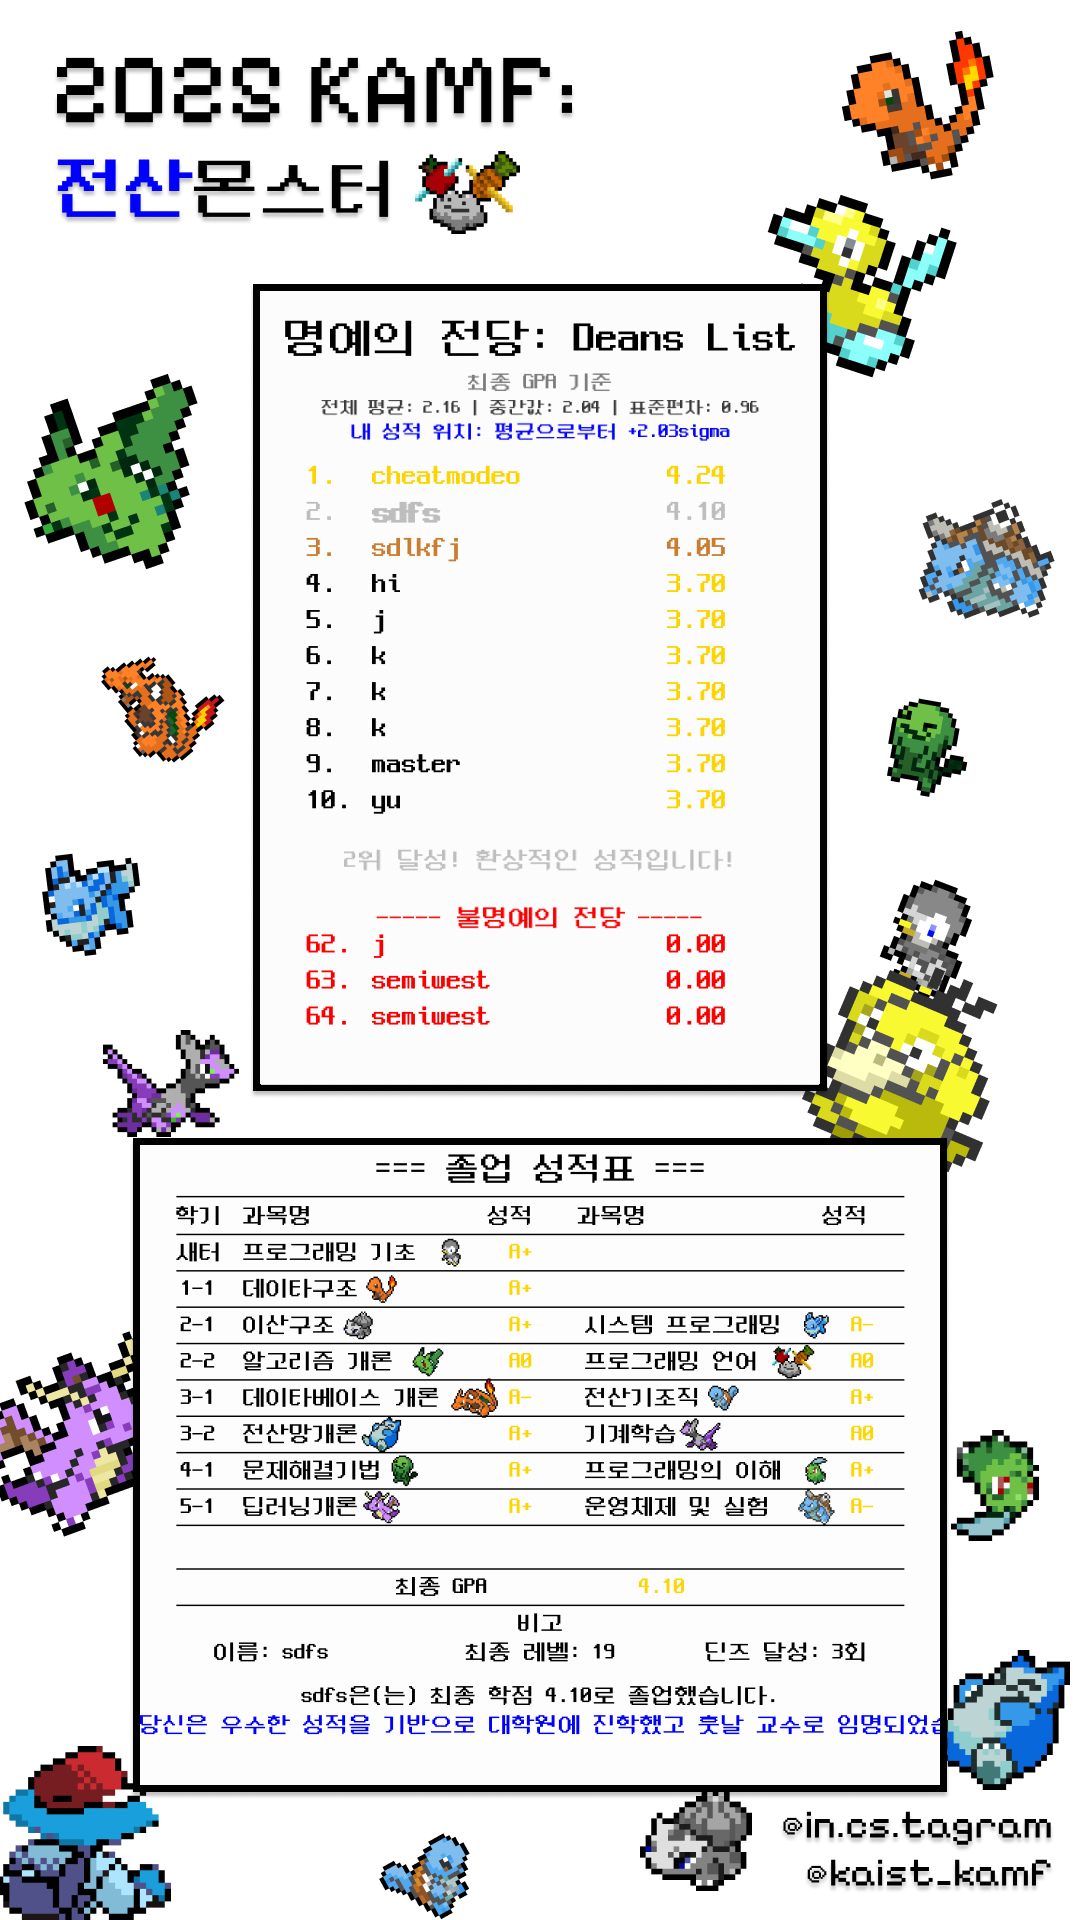 2025 KAMF:
전산몬스터
명예의 전당: Deans List
최종 GPA 기준
전체 평균: 2.16 | 중간값: 2.04 | 표준편차: 0.96
내 성적 위치: 평균으로부터 +2.03sigma
1. cheatmodeo 4.24
2. sdfs 4.10
3. sdlkfj 4.05
4. hi 3.70
5. j 3.70
6. k 3.70
7. k 3.70
8. k 3.70
9. master 3.70
10. yu 3.70
2위 달성! 환상적인 성적입니다!
----- 불명예의 전당 -----
62. j 0.00
63. semiwest 0.00
64. semiwest 0.00
=== 졸업 성적표 ===
학기 과목명 성적 과목명 성적
새터 프로그래밍 기초 A+
1-1 데이타구조 A+
2-1 이산구조 A+ 시스템 프로그래밍 A-
2-2 알고리즘 개론 A0 프로그래밍 언어 A0
3-1 데이타베이스 개론 A- 전산기조직 A+
3-2 전산망개론 A+ 기계학습 A0
4-1 문제해결기법 A+ 프로그래밍의 이해 A+
5-1 딥러닝개론 A+ 운영체제 및 실험 A-
최종 GPA 4.10
비고
이름: sdfs 최종 레벨: 19 딘즈 달성: 3회
sdfs은(는) 최종 학점 4.10로 졸업했습니다.
당신은 우수한 성적을 기반으로 대학원에 진학했고 훗날 교수로 임명되었습
@in.cs.tagram
@kaist_kamf